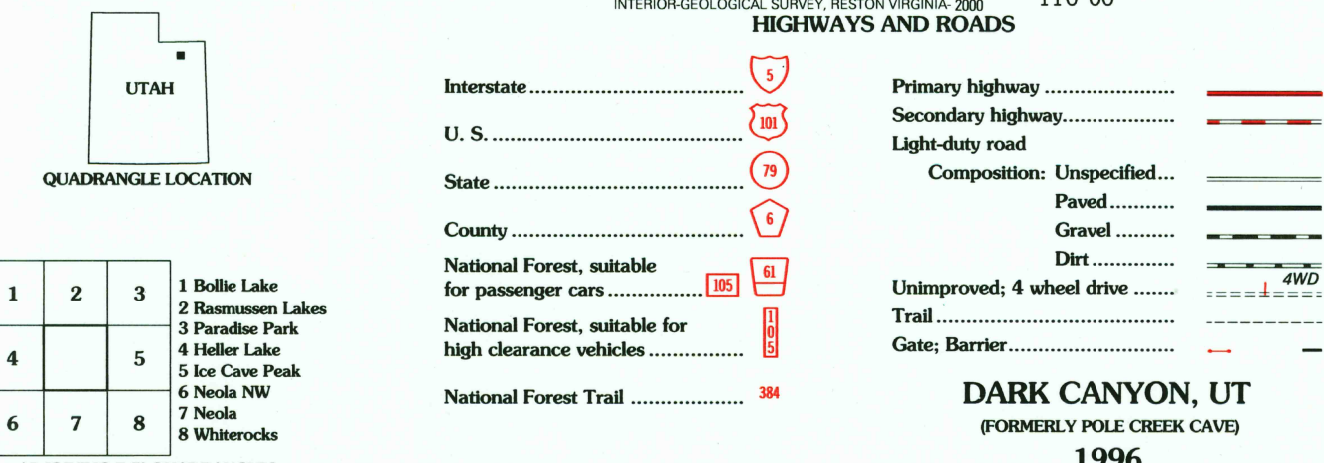 INTERIOR-GEOLOGICAL SURVEY, RESTON VIRGINIA- 2000
HIGHWAYS AND ROADS
UTAH
QUADRANGLE LOCATION
1 2 3
4 5
6 7 8
1 Bollie Lake
2 Rasmussen Lakes
3 Paradise Park
4 Heller Lake
5 Ice Cave Peak
6 Neola NW
7 Neola
8 Whiterocks
Interstate................................... 5
U. S. ......................................... 101
State ......................................... 79
County ...................................... 6
National Forest, suitable
for passenger cars ................ 105 61
National Forest, suitable for
high clearance vehicles ............... 105
National Forest Trail .................. 384
Primary highway ......................
Secondary highway...................
Light-duty road
Composition: Unspecified...
Paved..........
Gravel ..........
Dirt .............
Unimproved; 4 wheel drive ....... 4WD
Trail........................................
Gate; Barrier............................
DARK CANYON, UT
(FORMERLY POLE CREEK CAVE)
1996